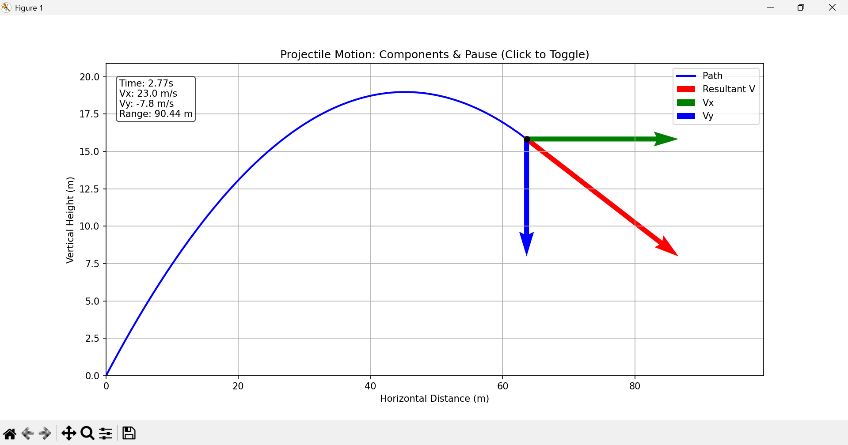 Figure 1
Projectile Motion: Components & Pause (Click to Toggle)
20.0
17.5
15.0
12.5
10.0
7.5
5.0
2.5
0.0
Vertical Height (m)
Time: 2.77s
Vx: 23.0 m/s
Vy: -7.8 m/s
Range: 90.44 m
Path
Resultant V
Vx
Vy
0 20 40 60 80
Horizontal Distance (m)